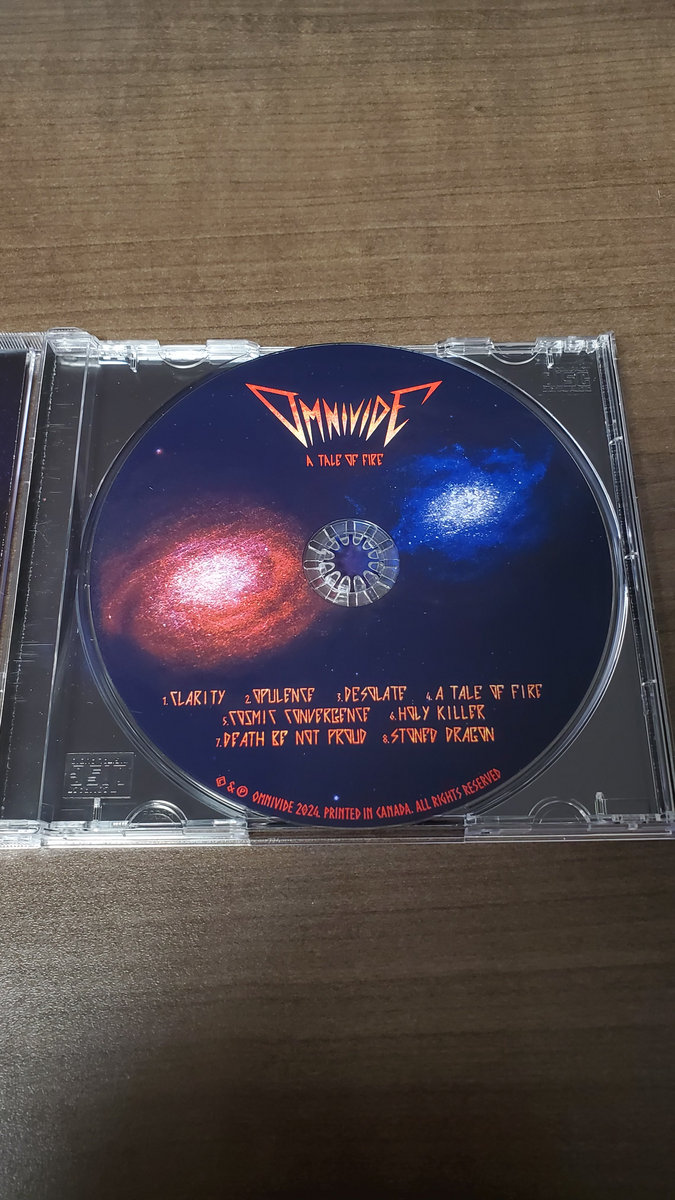 OMNIVIDE
A TALE OF FIRE
1. CLARITY 2. OPULENCE 3. DESOLATE 4. A TALE OF FIRE
5. COSMIC CONVERGENCE 6. HOLY KILLER
7. DEATH BE NOT PROUD 8. STONED DRAGON
© & ℗ OMNIVIDE 2024. PRINTED IN CANADA. ALL RIGHTS RESERVED